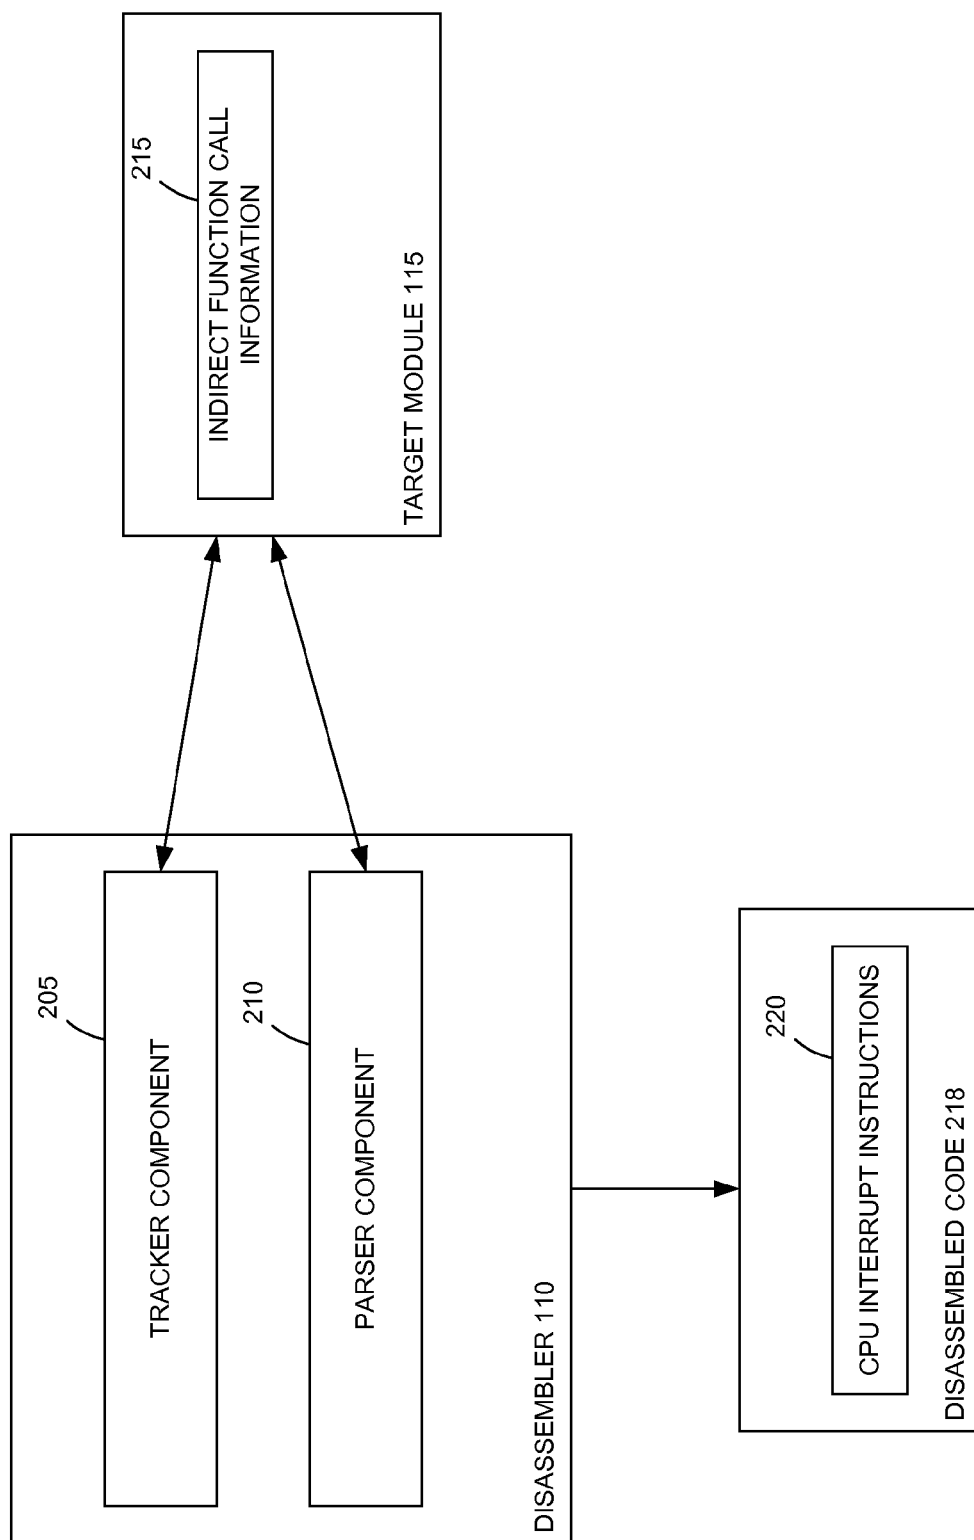 205
TRACKER COMPONENT
210
PARSER COMPONENT
DISASSEMBLER 110
215
INDIRECT FUNCTION CALL
INFORMATION
TARGET MODULE 115
220
CPU INTERRUPT INSTRUCTIONS
DISASSEMBLED CODE 218